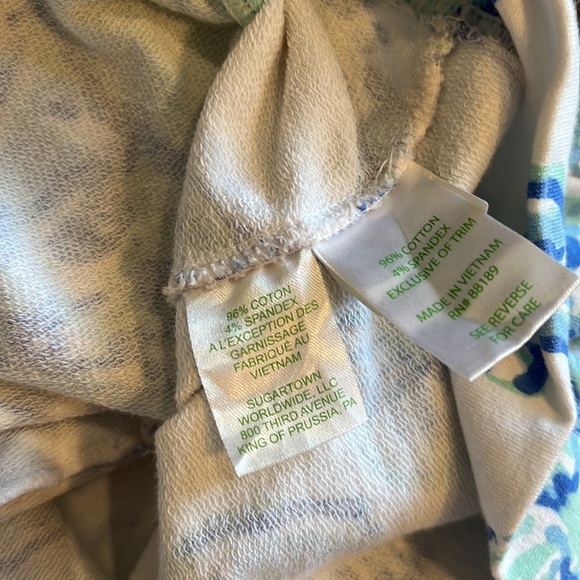 96% COTON
4% SPANDEX
A L'EXCEPTION DES
GARNISSAGE
FABRIQUÉ AU
VIETNAM
SUGARTOWN
WORLDWIDE, LLC
800 THIRD AVENUE
KING OF PRUSSIA, PA
96% COTTON
4% SPANDEX
EXCLUSIVE OF TRIM
MADE IN VIETNAM
RN# 88189
SEE REVERSE
FOR CARE